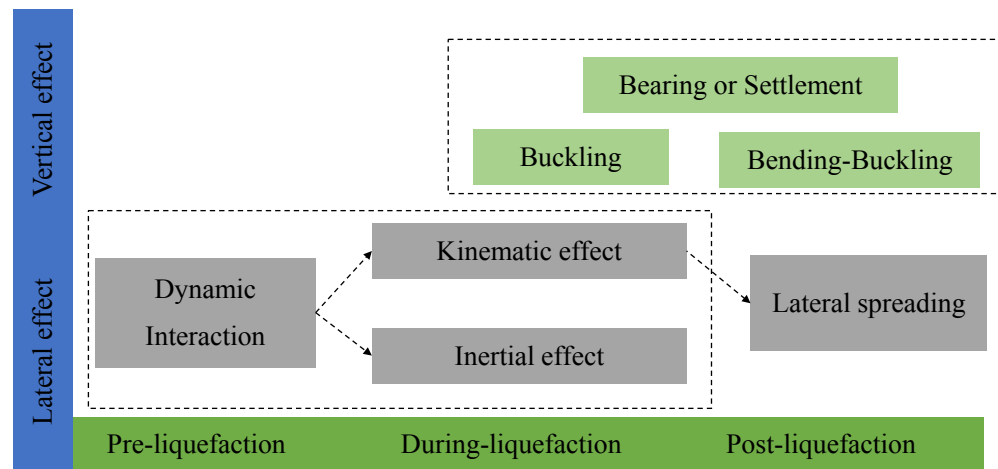 Vertical effect
Bearing or Settlement
Buckling
Bending-Buckling
Lateral effect
Dynamic
Interaction
Kinematic effect
Inertial effect
Lateral spreading
Pre-liquefaction
During-liquefaction
Post-liquefaction